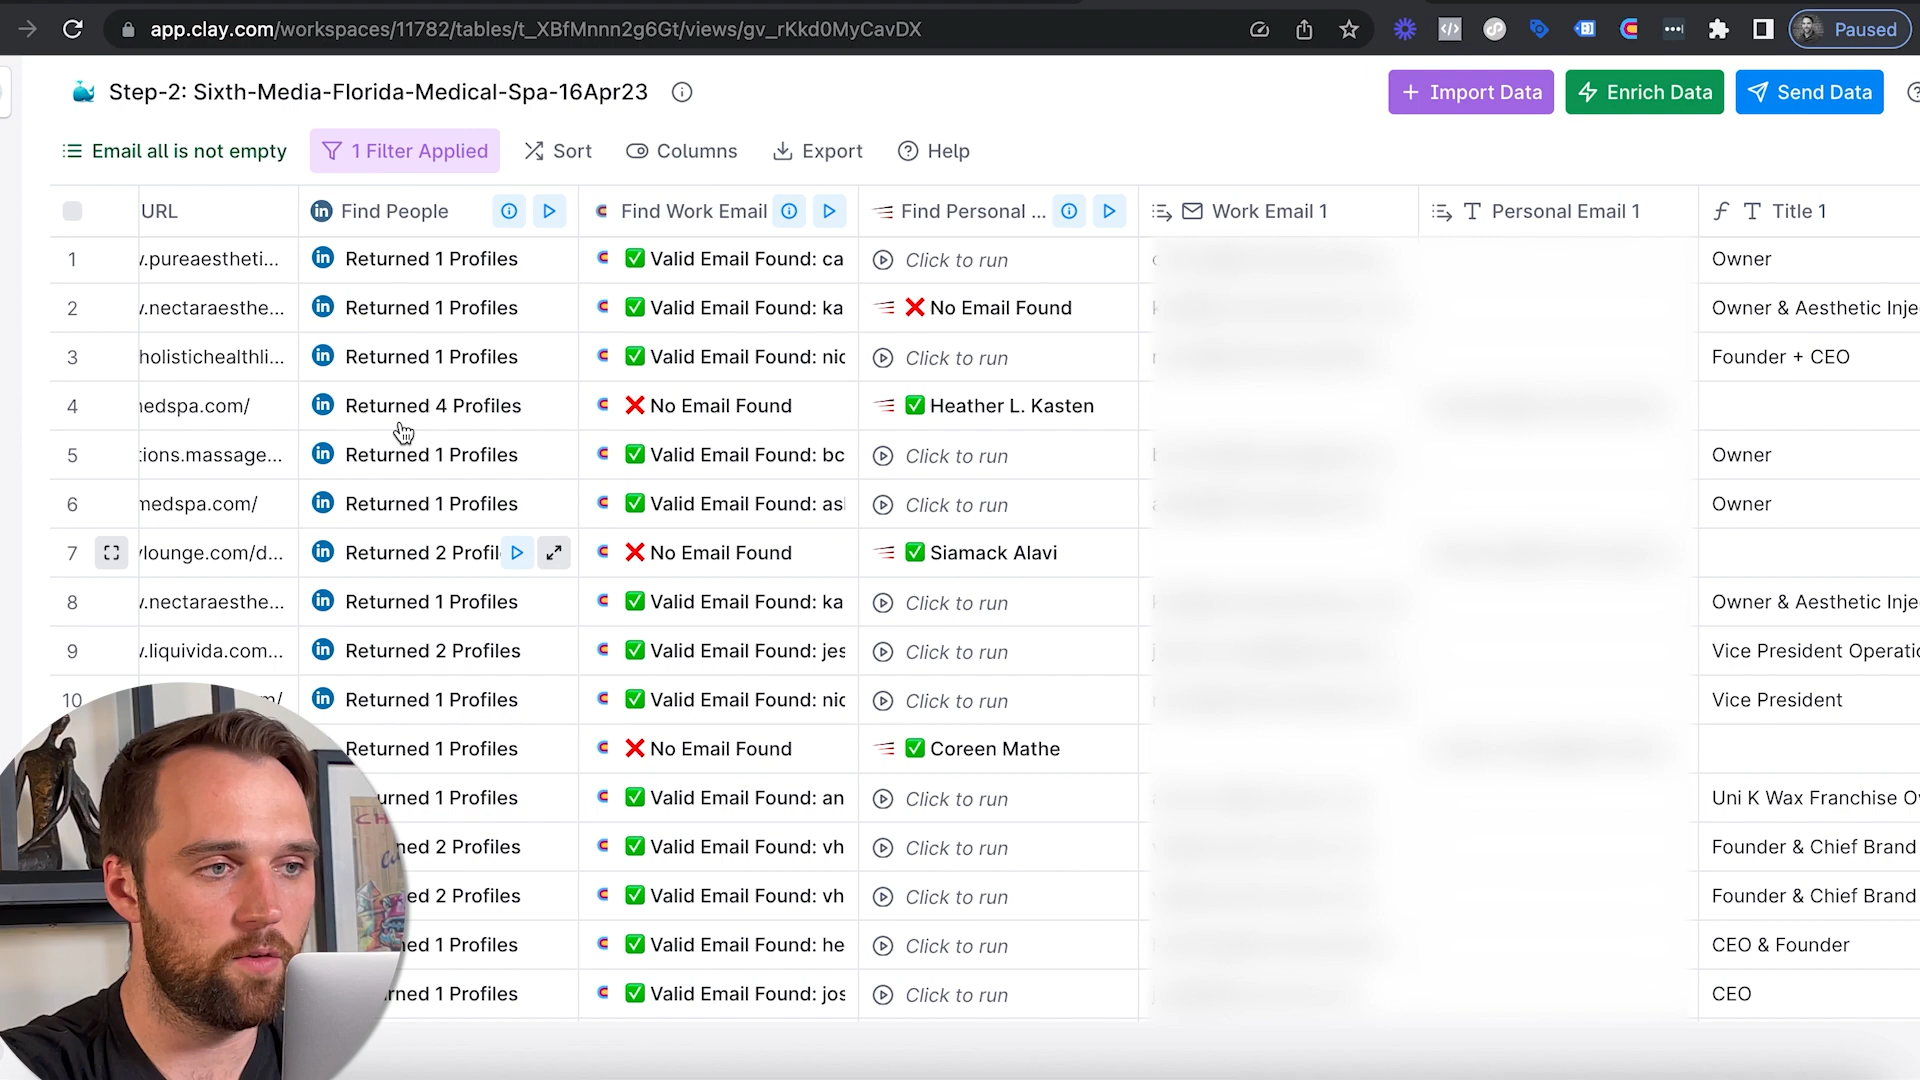 app.clay.com/workspaces/11782/tables/t_XBfMnnn2g6Gt/views/gv_rKkd0MyCavDX
Paused
Step-2: Sixth-Media-Florida-Medical-Spa-16Apr23
Import Data
Enrich Data
Send Data
Email all is not empty
1 Filter Applied
Sort
Columns
Export
Help
URL
Find People
Find Work Email
Find Personal ...
Work Email 1
Personal Email 1
Title 1
1 .pureaestheti... Returned 1 Profiles Valid Email Found: ca Click to run Owner
2 .nectaraesthe... Returned 1 Profiles Valid Email Found: ka No Email Found Owner & Aesthetic Inje
3 holistichealthli... Returned 1 Profiles Valid Email Found: nic Click to run Founder + CEO
4 nedspa.com/ Returned 4 Profiles No Email Found Heather L. Kasten
5 tions.massage... Returned 1 Profiles Valid Email Found: bc Click to run Owner
6 medspa.com/ Returned 1 Profiles Valid Email Found: as Click to run Owner
7 lounge.com/d... Returned 2 Profil No Email Found Siamack Alavi
8 .nectaraesthe... Returned 1 Profiles Valid Email Found: ka Click to run Owner & Aesthetic Inje
9 .liquivida.com... Returned 2 Profiles Valid Email Found: jes Click to run Vice President Operatio
10 Returned 1 Profiles Valid Email Found: nic Click to run Vice President
Returned 1 Profiles No Email Found Coreen Mathe
urned 1 Profiles Valid Email Found: an Click to run Uni K Wax Franchise O
ned 2 Profiles Valid Email Found: vh Click to run Founder & Chief Brand
ed 2 Profiles Valid Email Found: vh Click to run Founder & Chief Brand
ned 1 Profiles Valid Email Found: he Click to run CEO & Founder
rned 1 Profiles Valid Email Found: jos Click to run CEO